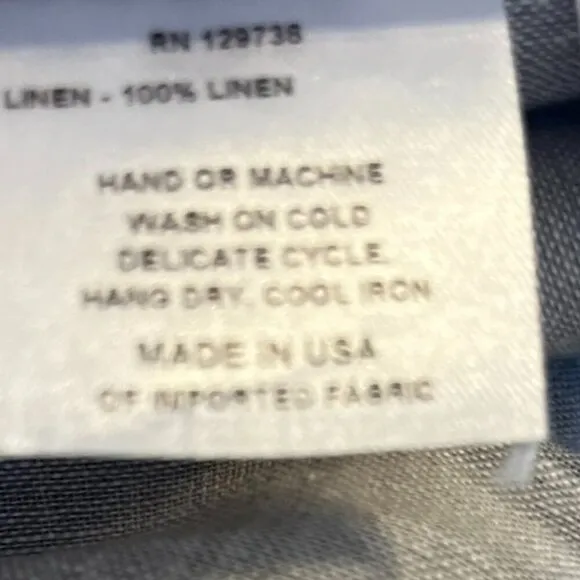 RN 129738
LINEN - 100% LINEN
HAND OR MACHINE
WASH ON COLD
DELICATE CYCLE.
HANG DRY, COOL IRON
MADE IN USA
OF IMPORTED FABRIC